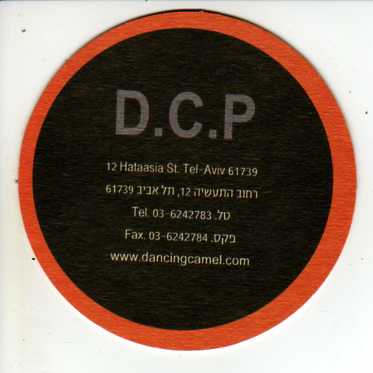 D.C.P
12 Hataasia St. Tel-Aviv 61739
רחוב התעשיה 12, תל אביב 61739
Tel. 03-6242783 .טל
Fax. 03-6242784 .פקס
www.dancingcamel.com